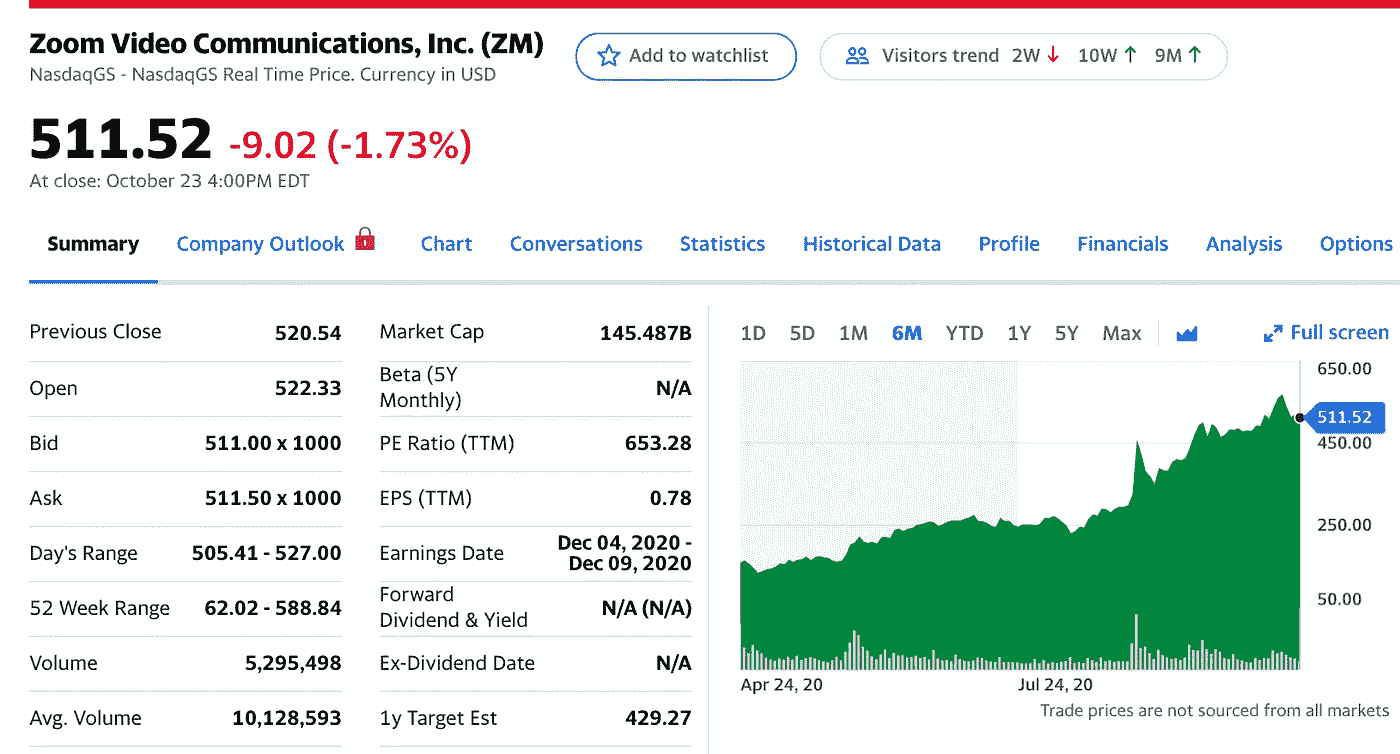 Zoom Video Communications, Inc. (ZM)
Add to watchlist
Visitors trend 2W ↓ 10W ↑ 9M ↑
NasdaqGS - NasdaqGS Real Time Price. Currency in USD
511.52 -9.02 (-1.73%)
At close: October 23 4:00PM EDT
Summary Company Outlook Chart Conversations Statistics Historical Data Profile Financials Analysis Options
Previous Close 520.54
Open 522.33
Bid 511.00 x 1000
Ask 511.50 x 1000
Day's Range 505.41 - 527.00
52 Week Range 62.02 - 588.84
Volume 5,295,498
Avg. Volume 10,128,593
Market Cap 145.487B
Beta (5Y
Monthly) N/A
PE Ratio (TTM) 653.28
EPS (TTM) 0.78
Earnings Date Dec 04, 2020 -
Dec 09, 2020
Forward
Dividend & Yield N/A (N/A)
Ex-Dividend Date N/A
1y Target Est 429.27
1D 5D 1M 6M YTD 1Y 5Y Max Full screen
650.00
511.52
450.00
250.00
50.00
Apr 24, 20 Jul 24, 20
Trade prices are not sourced from all markets